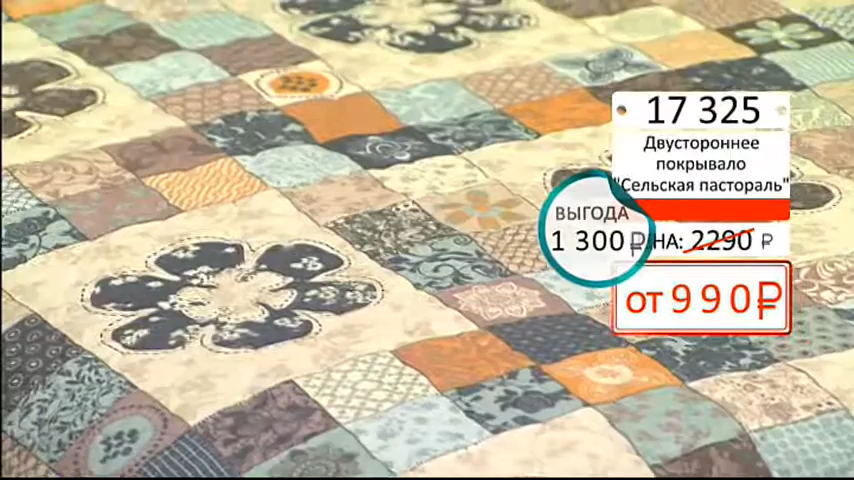 17 325
Двустороннее
покрывало
"Сельская пастораль"
ВЫГОДА
1 300 ₽
НА: 2290 ₽
от 990₽